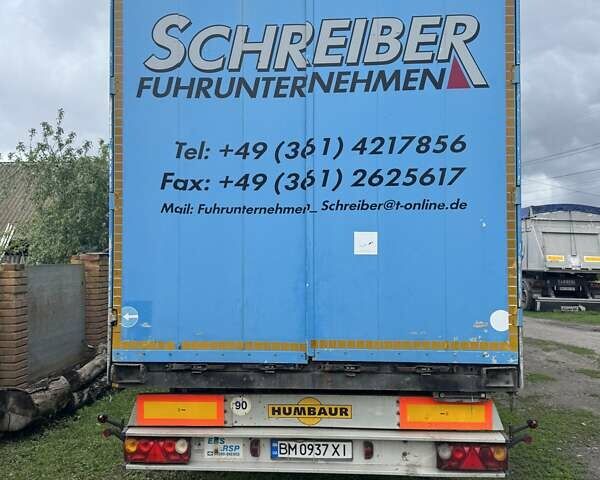 SCHREIBER
FUHRUNTERNEHMEN
Tel: +49 (361) 4217856
Fax: +49 (361) 2625617
Mail: Fuhrunternehmen_Schreiber@t-online.de
90
HUMBAUR
BM0937XI